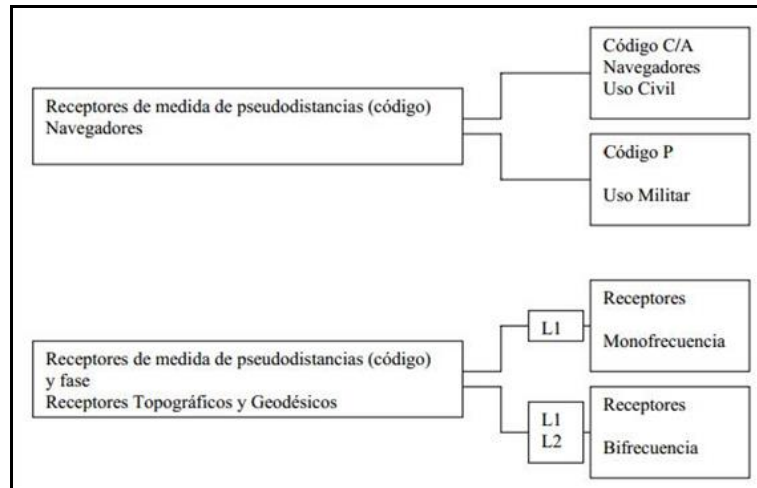 Receptores de medida de pseudodistancias (código)
Navegadores
Código C/A
Navegadores
Uso Civil
Código P
Uso Militar
Receptores de medida de pseudodistancias (código)
y fase
Receptores Topográficos y Geodésicos
L1
Receptores
Monofrecuencia
L1
L2
Receptores
Bifrecuencia